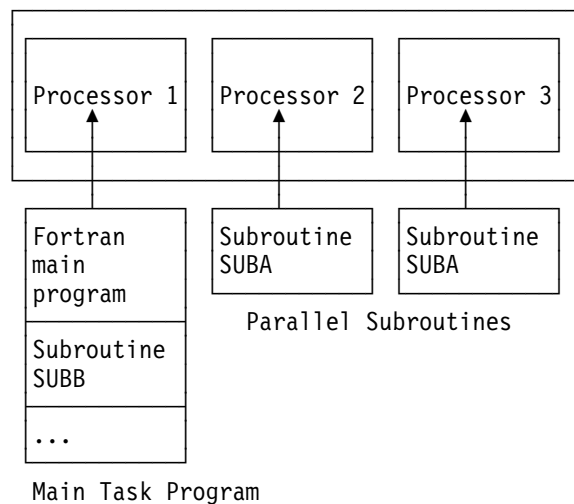 Processor 1
Processor 2
Processor 3
Fortran
main
program
Subroutine
SUBB
...
Main Task Program
Subroutine
SUBA
Subroutine
SUBA
Parallel Subroutines